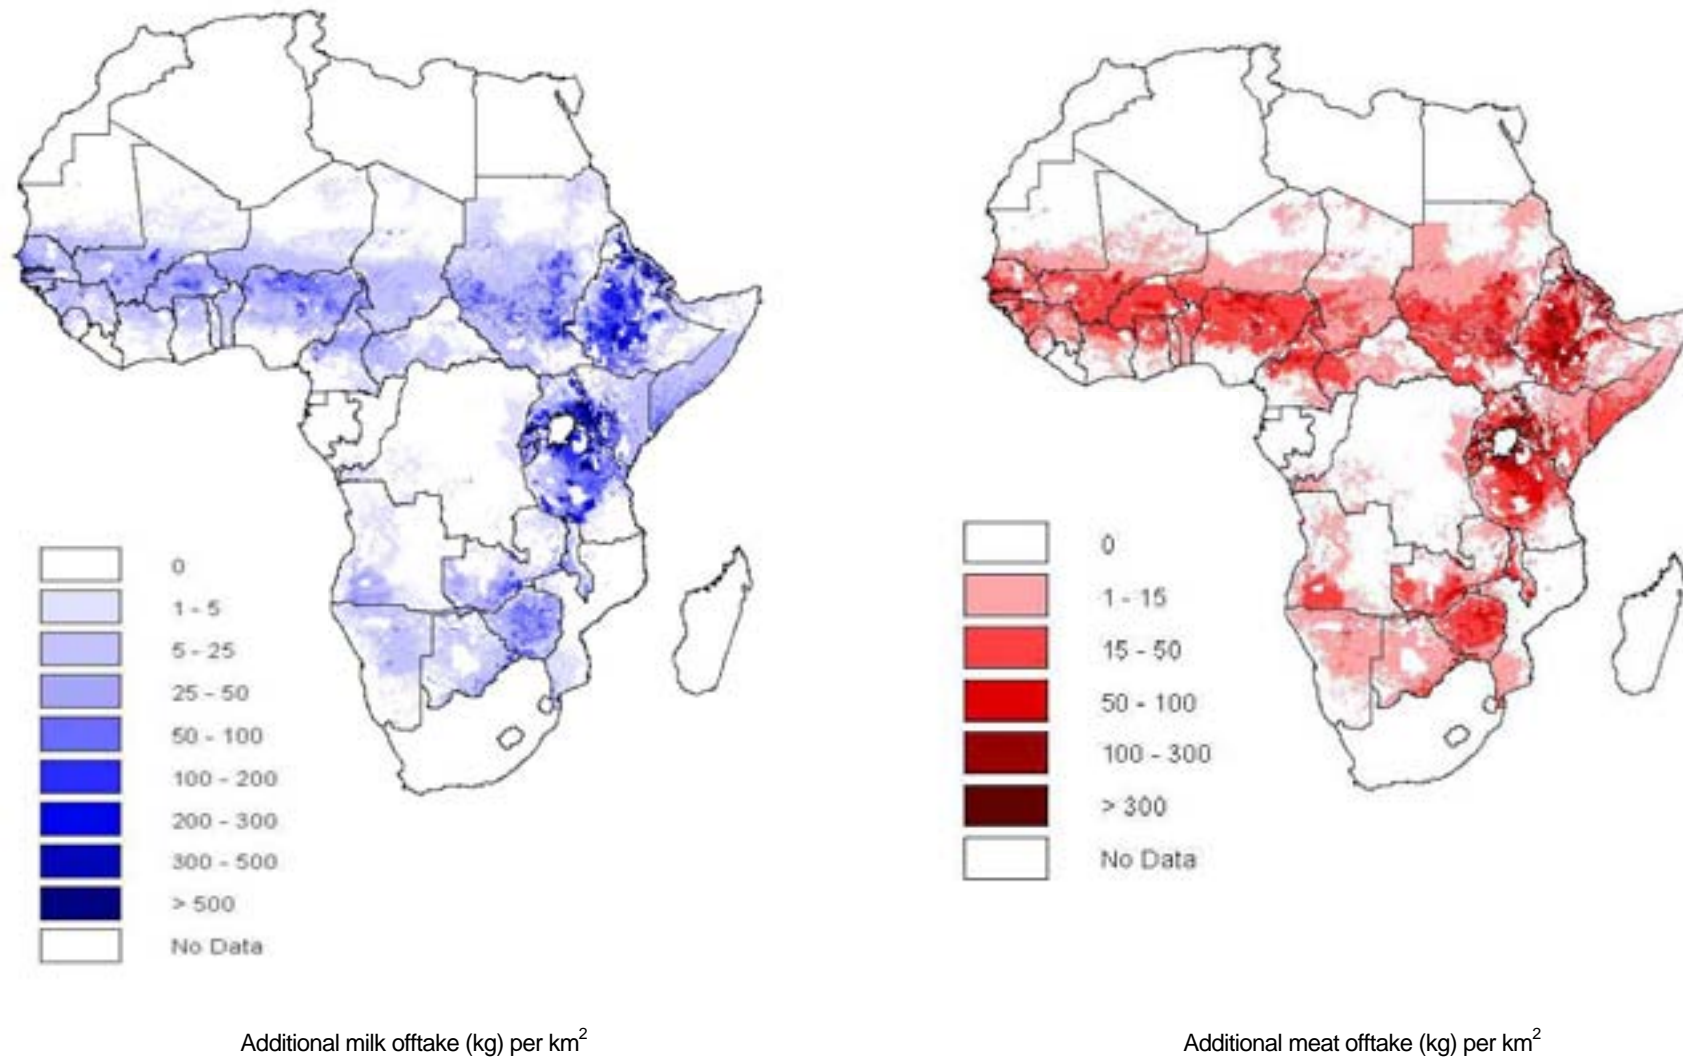 0
1 - 5
5 - 25
25 - 50
50 - 100
100 - 200
200 - 300
300 - 500
> 500
No Data
0
1 - 15
15 - 50
50 - 100
100 - 300
> 300
No Data
Additional milk offtake (kg) per km²
Additional meat offtake (kg) per km²